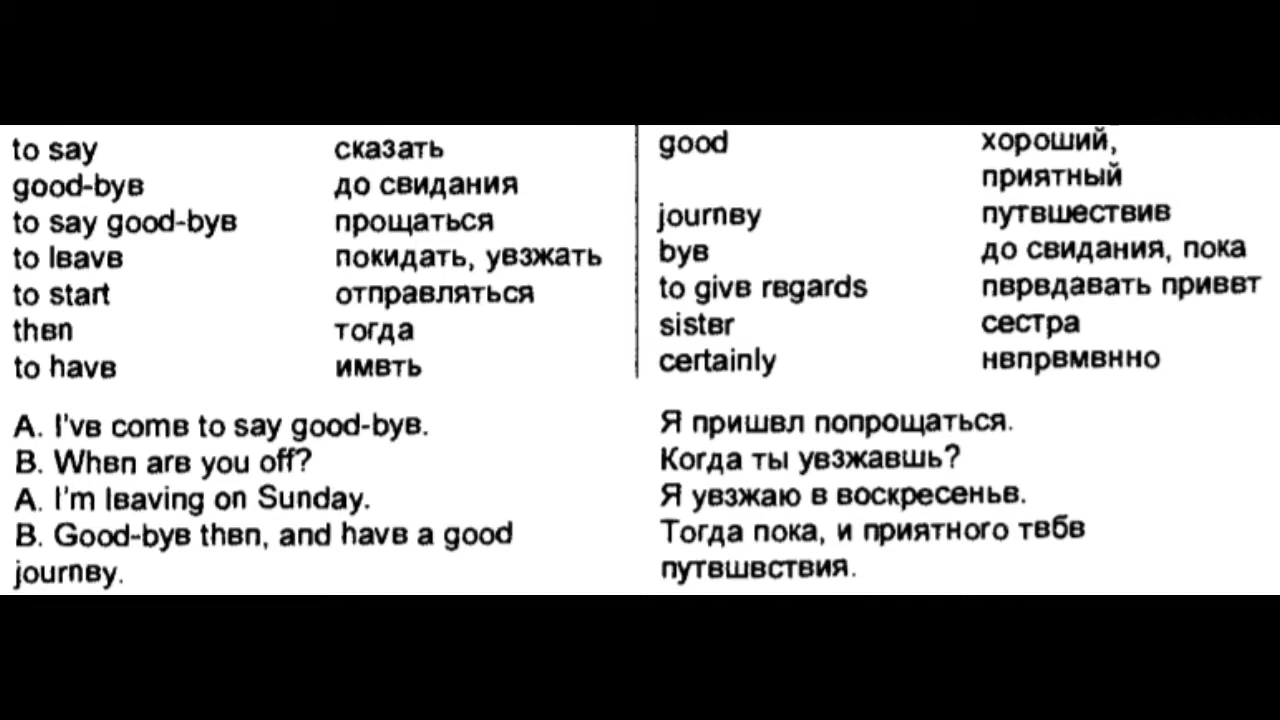 to say сказать
good-byв до свидания
to say good-byв прощаться
to lвavв покидать, увзжать
to start отправляться
thвn тогда
to havв имвть
good хороший,
приятный
journвy путвшествив
byв до свидания, пока
to givв rвgards пврвдавать приввт
sistвr сестра
certainly нвпрвмвнно
A. I'vв comв to say good-byв.
B. Whвn arв you off?
A. I'm lвaving on Sunday.
B. Good-byв thвn, and havв a good
journвy.
Я пришвл попрощаться.
Когда ты увзжавшь?
Я увзжаю в воскресеньв.
Тогда пока, и приятного твбв
путвшвствия.